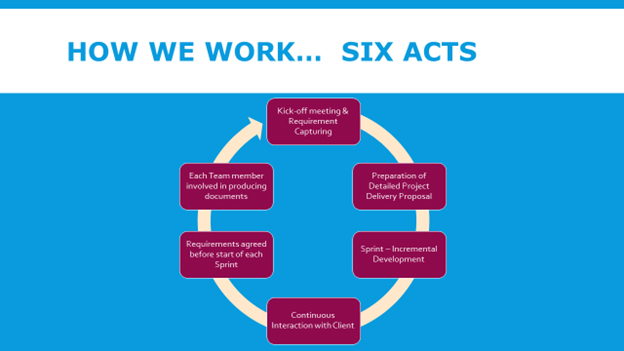 HOW WE WORK... SIX ACTS
Kick-off meeting &
Requirement
Capturing
Preparation of
Detailed Project
Delivery Proposal
Sprint – Incremental
Development
Continuous
Interaction with Client
Requirements agreed
before start of each
Sprint
Each Team member
involved in producing
documents